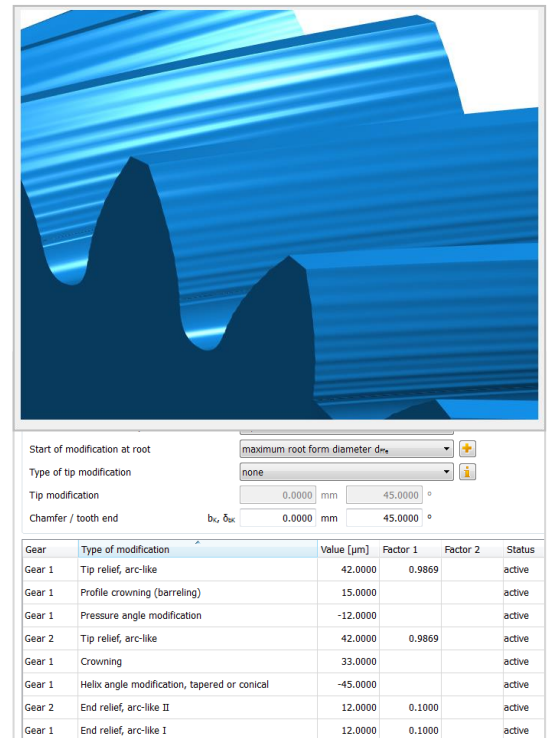 Start of modification at root maximum root form diameter
Type of tip modification none
Tip modification 0.0000 mm 45.0000 °
Chamfer / tooth end bK, δbK 0.0000 mm 45.0000 °
Gear Type of modification Value [µm] Factor 1 Factor 2 Status
Gear 1 Tip relief, arc-like 42.0000 0.9869 active
Gear 1 Profile crowning (barreling) 15.0000 active
Gear 1 Pressure angle modification -12.0000 active
Gear 2 Tip relief, arc-like 42.0000 0.9869 active
Gear 1 Crowning 33.0000 active
Gear 1 Helix angle modification, tapered or conical -45.0000 active
Gear 2 End relief, arc-like II 12.0000 0.1000 active
Gear 1 End relief, arc-like I 12.0000 0.1000 active